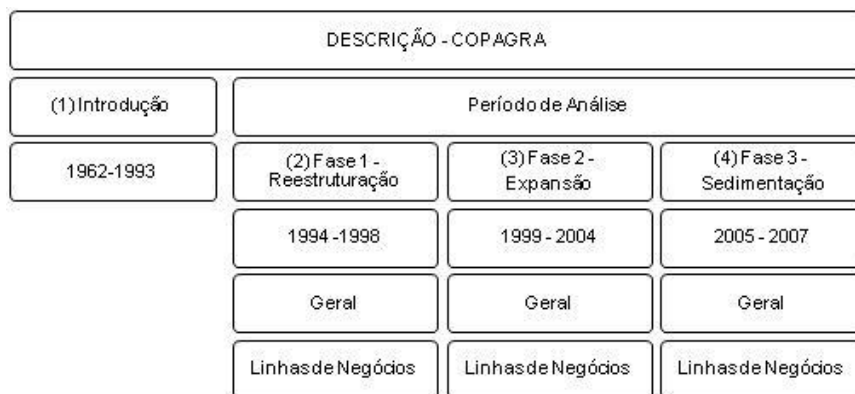 DESCRIÇÃO - COPAGRA
(1) Introdução
Período de Análise
1962-1993
(2) Fase 1 -
Reestruturação
(3) Fase 2 -
Expansão
(4) Fase 3 -
Sedimentação
1994 -1998
1999 - 2004
2005 - 2007
Geral
Geral
Geral
Linhas de Negócios
Linhas de Negócios
Linhas de Negócios